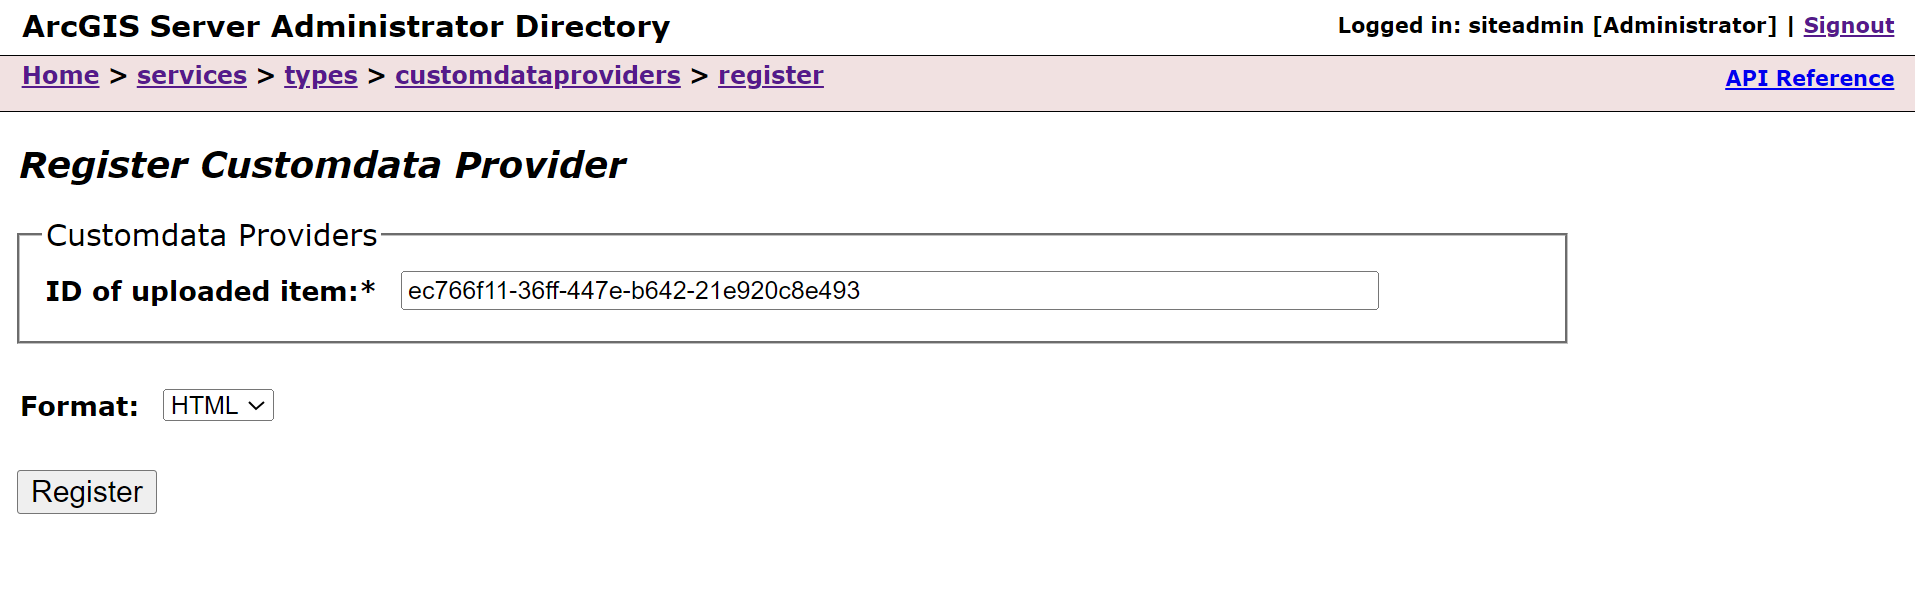 ArcGIS Server Administrator Directory
Logged in: siteadmin [Administrator] | Signout
Home > services > types > customdataproviders > register
API Reference
Register Customdata Provider
Customdata Providers
ID of uploaded item:* ec766f11-36ff-447e-b642-21e920c8e493
Format: HTML
Register